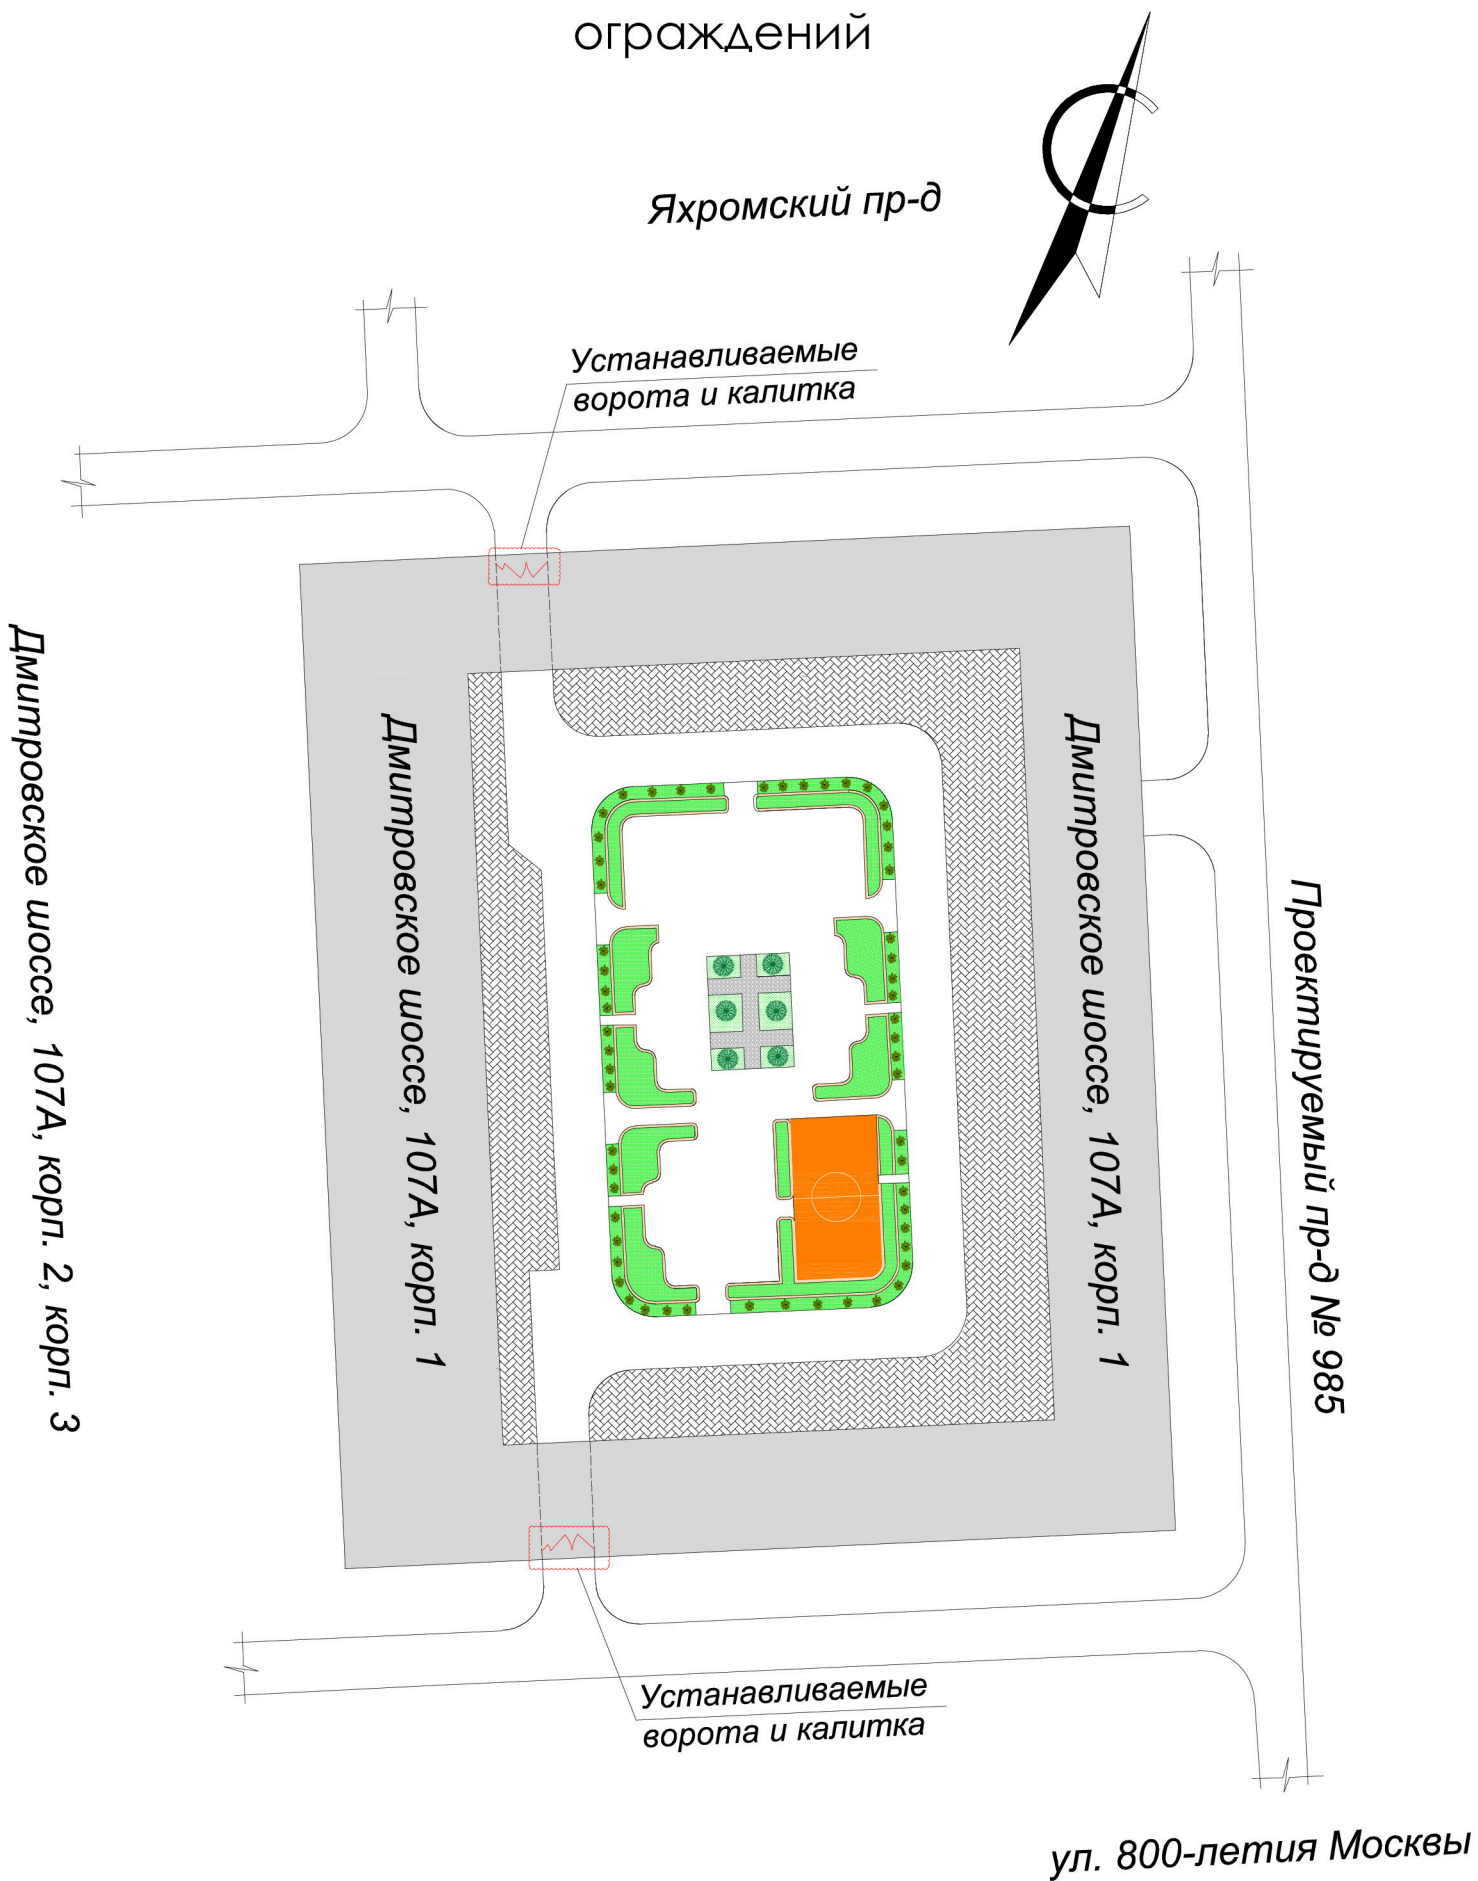 ограждений
Яхромский пр-д
Устанавливаемые
ворота и калитка
Дмитровское шоссе, 107А, корп. 2, корп. 3
Дмитровское шоссе, 107А, корп. 1
Дмитровское шоссе, 107А, корп. 1
Проектируемый пр-д № 985
Устанавливаемые
ворота и калитка
ул. 800-летия Москвы